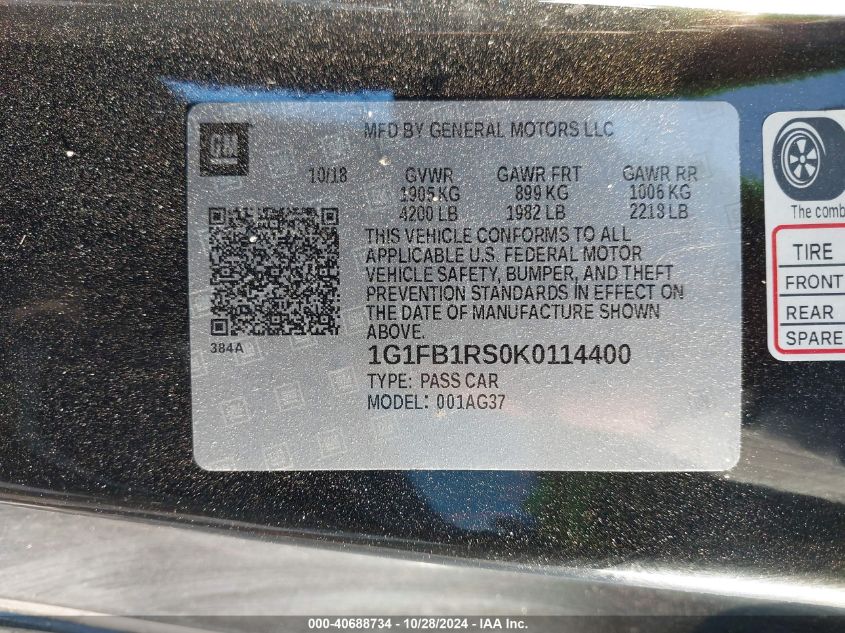 GM
MFD BY GENERAL MOTORS LLC
10/18 GVWR GAWR FRT GAWR RR
1905 KG 899 KG 1006 KG
4200 LB 1982 LB 2218 LB
THIS VEHICLE CONFORMS TO ALL
APPLICABLE U.S. FEDERAL MOTOR
VEHICLE SAFETY, BUMPER, AND THEFT
PREVENTION STANDARDS IN EFFECT ON
THE DATE OF MANUFACTURE SHOWN
ABOVE.
384A
1G1FB1RS0K0114400
TYPE: PASS CAR
MODEL: 001AG37
The comb
TIRE
FRONT
REAR
SPARE
000-40688734 - 10/28/2024 - IAA Inc.